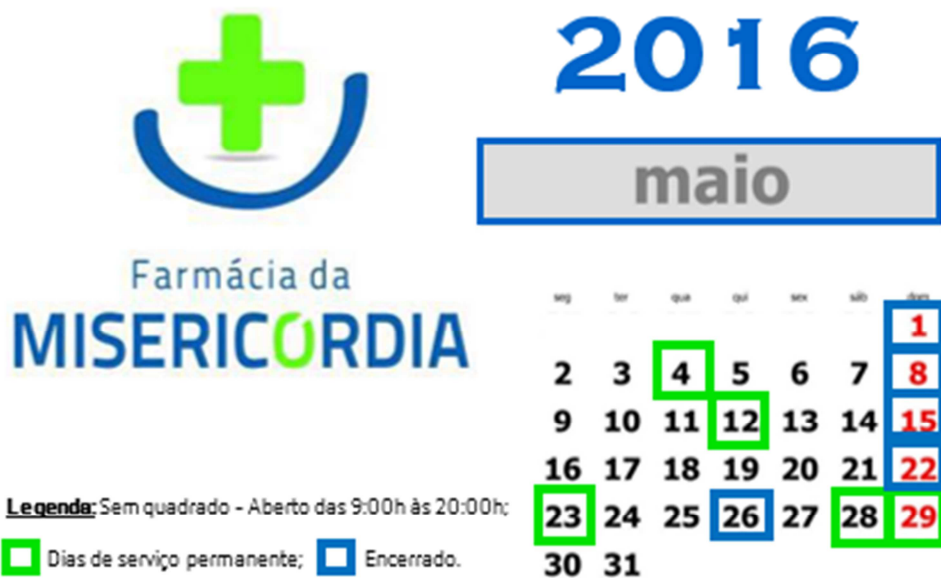 2016
maio
Farmácia da
MISERICORDIA
seg ter qua qui sex sáb dom
1
2 3 4 5 6 7 8
9 10 11 12 13 14 15
16 17 18 19 20 21 22
23 24 25 26 27 28 29
30 31
Legenda: Sem quadrado - Aberto das 9:00h às 20:00h;
Dias de serviço permanente; Encerrado.